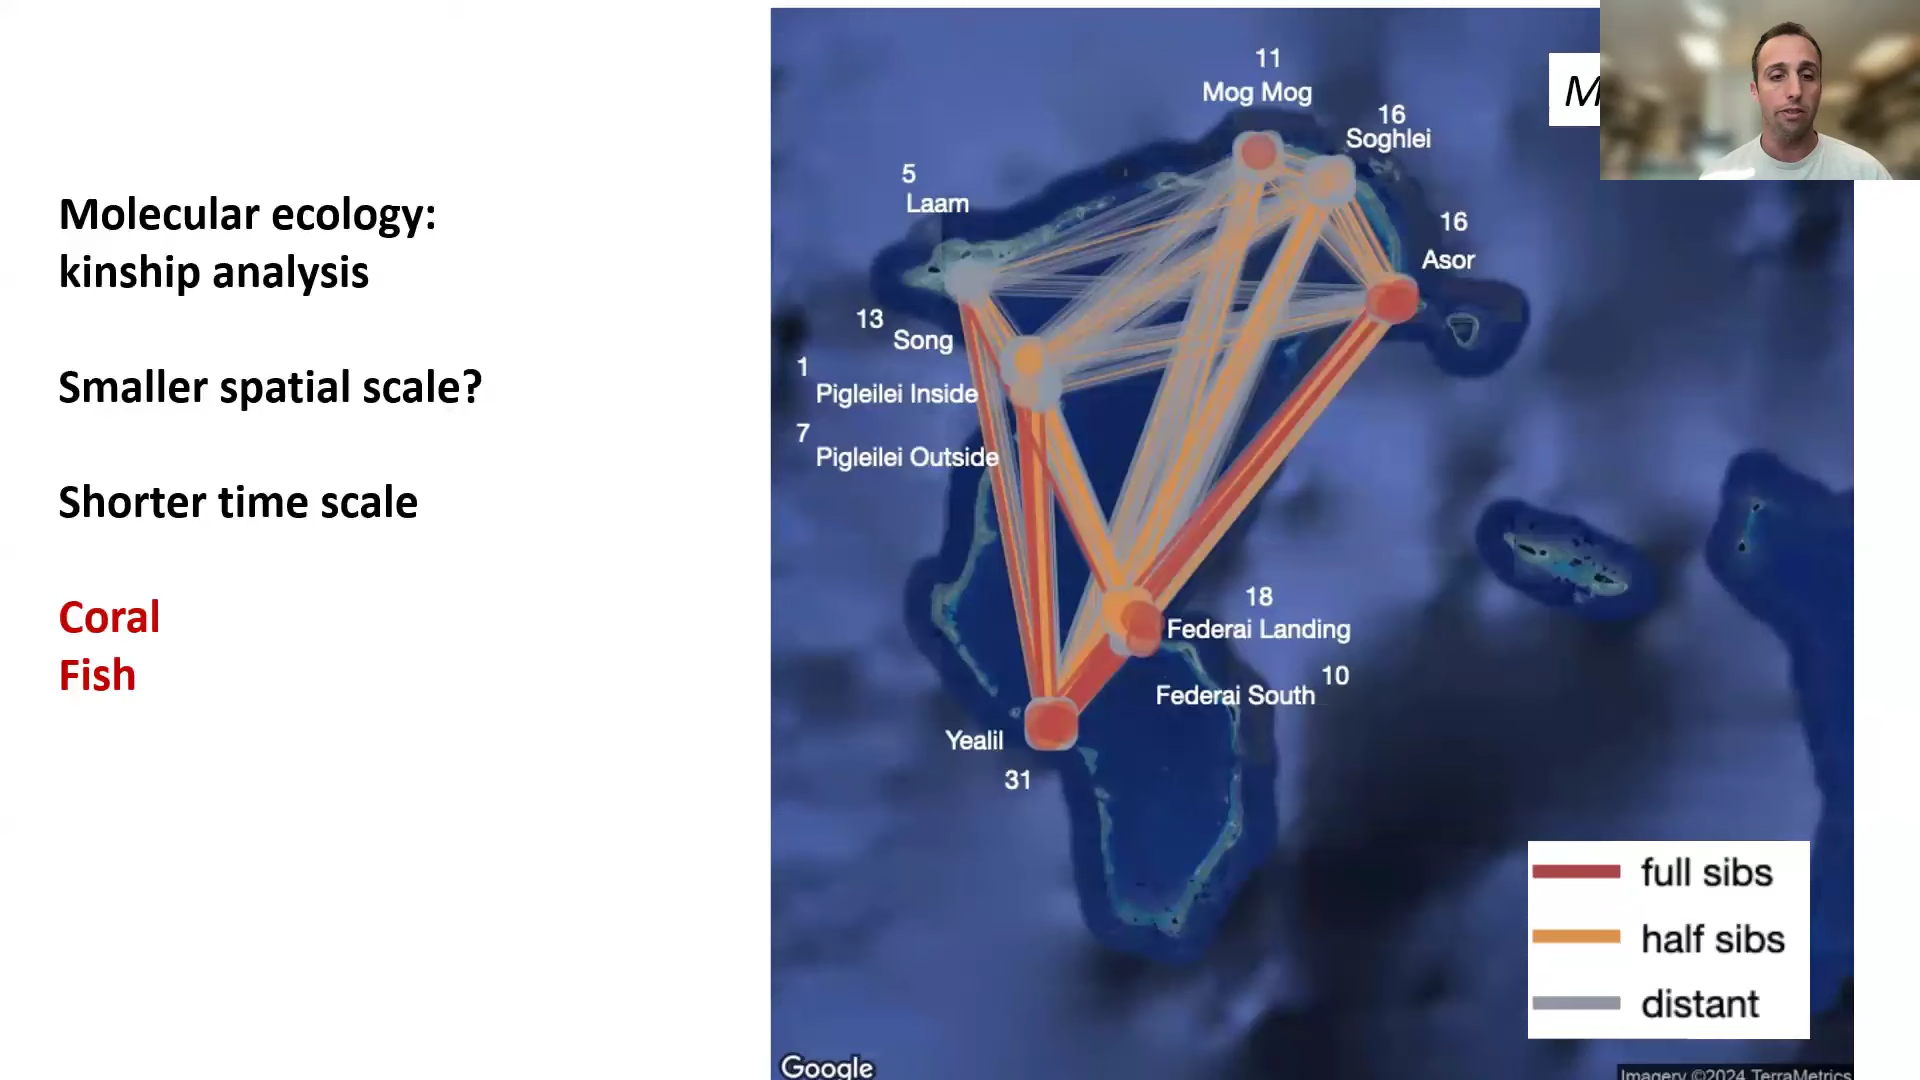 Molecular ecology:
kinship analysis
Smaller spatial scale?
Shorter time scale
Coral
Fish
11
Mog Mog
16
Soghlei
5
Laam
16
Asor
13
Song
1
Pigleilei Inside
7
Pigleilei Outside
18
Federai Landing
10
Federai South
Yealil
31
M
full sibs
half sibs
distant
Google
Imagery ©2024 TerraMetrics